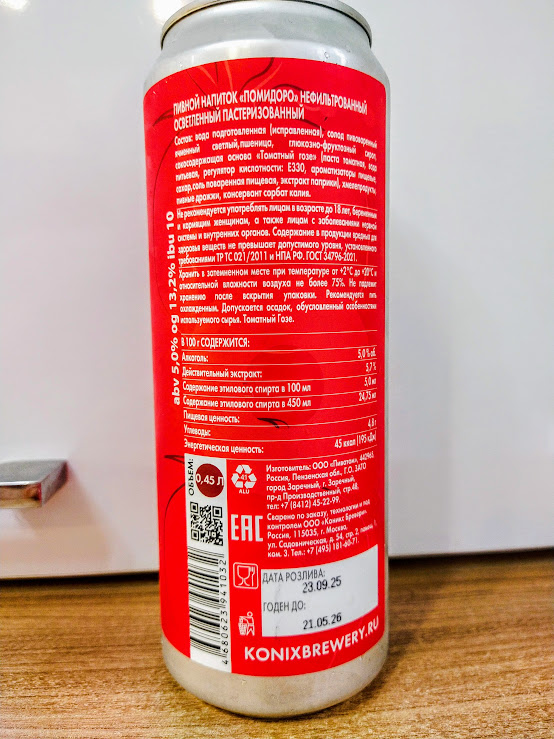 ПИВНОЙ НАПИТОК «ПОМИДОРО» НЕФИЛЬТРОВАННЫЙ
ОСВЕТЛЕННЫЙ ПАСТЕРИЗОВАННЫЙ
Состав: вода подготовленная (исправленная), солод пивоваренный
ячменный светлый, пшеница, глюкозно-фруктозный сироп,
сокосодержащая основа «Томатный гозе» (паста томатная, вода
питьевая, регулятор кислотности: Е330, ароматизаторы пищевые,
сахар, соль поваренная пищевая, экстракт паприки), хмелепродукты,
пивные дрожжи, консервант сорбат калия.
Не рекомендуется употреблять лицам в возрасте до 18 лет, беременным
и кормящим женщинам, а также лицам с заболеваниями нервной
системы и внутренних органов. Содержание в продукции вредных для
здоровья веществ не превышает допустимого уровня, установленного
требованиями ТР ТС 021/2011 и НПА РФ. ГОСТ 34796-2021.
Хранить в затемненном месте при температуре от +2°С до +20°С и
относительной влажности воздуха не более 75%. Не подлежит
хранению после вскрытия упаковки. Рекомендуется пить
охлажденным. Допускается осадок, обусловленный особенностями
используемого сырья. Томатный Гозе.
abv 5,0% og 13,2% ibu 10
В 100 г СОДЕРЖИТСЯ:
Алкоголь: 5,0 % об.
Действительный экстракт: 5,7 %
Содержание этилового спирта в 100 мл 5,0 мл
Содержание этилового спирта в 450 мл 24,75 мл
Пищевая ценность:
Углеводы: 4,8 г
Энергетическая ценность: 45 ккал (195 кДж)
ОБЪЕМ:
0,45 Л
41
ALU
Изготовитель: ООО «Пивотом», 442965,
Россия, Пензенская обл., Г.О. ЗАТО
город Заречный, г. Заречный,
пр-д Производственный, стр.48,
тел: +7 (8412) 45-22-99.
Сварено по заказу, технологии и под
контролем ООО «Коникс Бревери».
Россия, 115035, г. Москва,
ул. Садовническая, д. 54, стр. 2, помещ. 1,
ком. 3. Тел.: +7 (495) 181-60-71.
EAC
ДАТА РОЗЛИВА:
23.09.25
ГОДЕН ДО:
21.05.26
4680623941032
KONIXBREWERY.RU